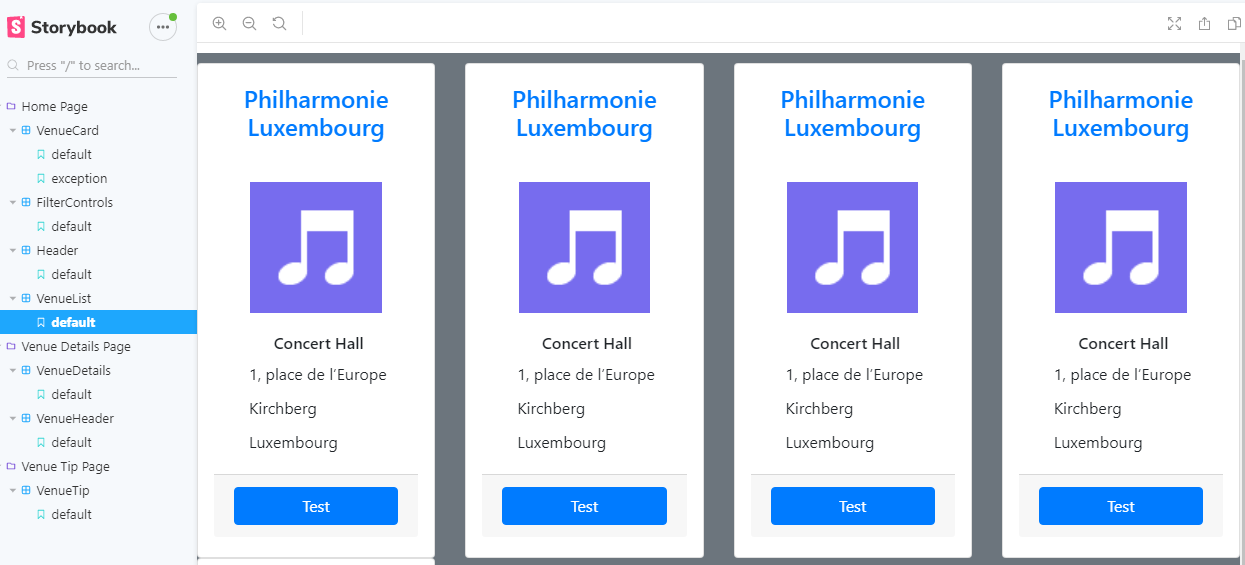 Storybook
Press "/" to search...
Home Page
VenueCard
default
exception
FilterControls
default
Header
default
VenueList
default
Venue Details Page
VenueDetails
default
VenueHeader
default
Venue Tip Page
VenueTip
default
Philharmonie
Luxembourg
Concert Hall
1, place de l’Europe
Kirchberg
Luxembourg
Test
Philharmonie
Luxembourg
Concert Hall
1, place de l’Europe
Kirchberg
Luxembourg
Test
Philharmonie
Luxembourg
Concert Hall
1, place de l’Europe
Kirchberg
Luxembourg
Test
Philharmonie
Luxembourg
Concert Hall
1, place de l’Europe
Kirchberg
Luxembourg
Test